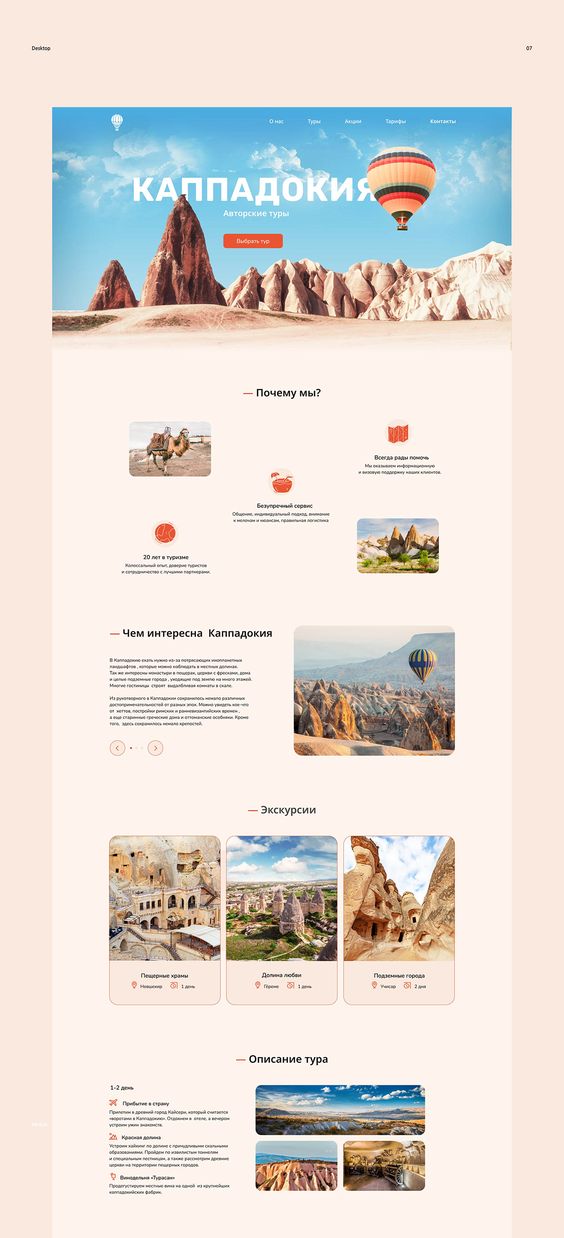 Desktop
07
О нас
Туры
Акции
Тарифы
Контакты
КАППАДОКИЯ
Авторские туры
Выбрать тур
— Почему мы?
Всегда рады помочь
Мы оказываем информационную
и визовую поддержку наших клиентов.
Безупречный сервис
Общение, индивидуальный подход, внимание
к мелочам и нюансам, правильная логистика
20 лет в туризме
Колоссальный опыт, доверие туристов
и сотрудничество с лучшими партнерами.
— Чем интересна Каппадокия
В Каппадокию ехать нужно из-за потрясающих инопланетных
ландшафтов , которые можно наблюдать в местных долинах.
Так же интересны монастыри в пещерах, церкви с фресками, дома
и целые подземные города , уходящие под землю на много этажей.
Многие гостиницы строят выдалбливая комнаты в скале.
Из рукотворного в Каппадокии сохранилось немало различных
достопримечательностей от разных эпох. Можно увидеть кое-что
от хеттов, постройки римских и ранневизантийских времен ,
а еще старинные греческие дома и оттоманские особняки. Кроме
того, здесь сохранилось немало крепостей.
— Экскурсии
Пещерные храмы
Невшехир
1 день
Долина любви
Гёреме
1 день
Подземные города
Учисар
2 дня
— Описание тура
1-2 день
Прибытие в страну
Прилетим в древний город Кайсери, который считается
«воротами в Каппадокию». Отдохнем в отеле, а вечером
устроим ужин знакомств.
Красная долина
Устроим хайкинг по долине с причудливыми скальными
образованиями. Пройдем по извилистым тоннелям
и специальным лестницам, а также рассмотрим древние
церкви на территории пещерных городов.
Винодельня «Турасан»
Продегустируем местные вина на одной из крупнейших
каппадокийских фабрик.